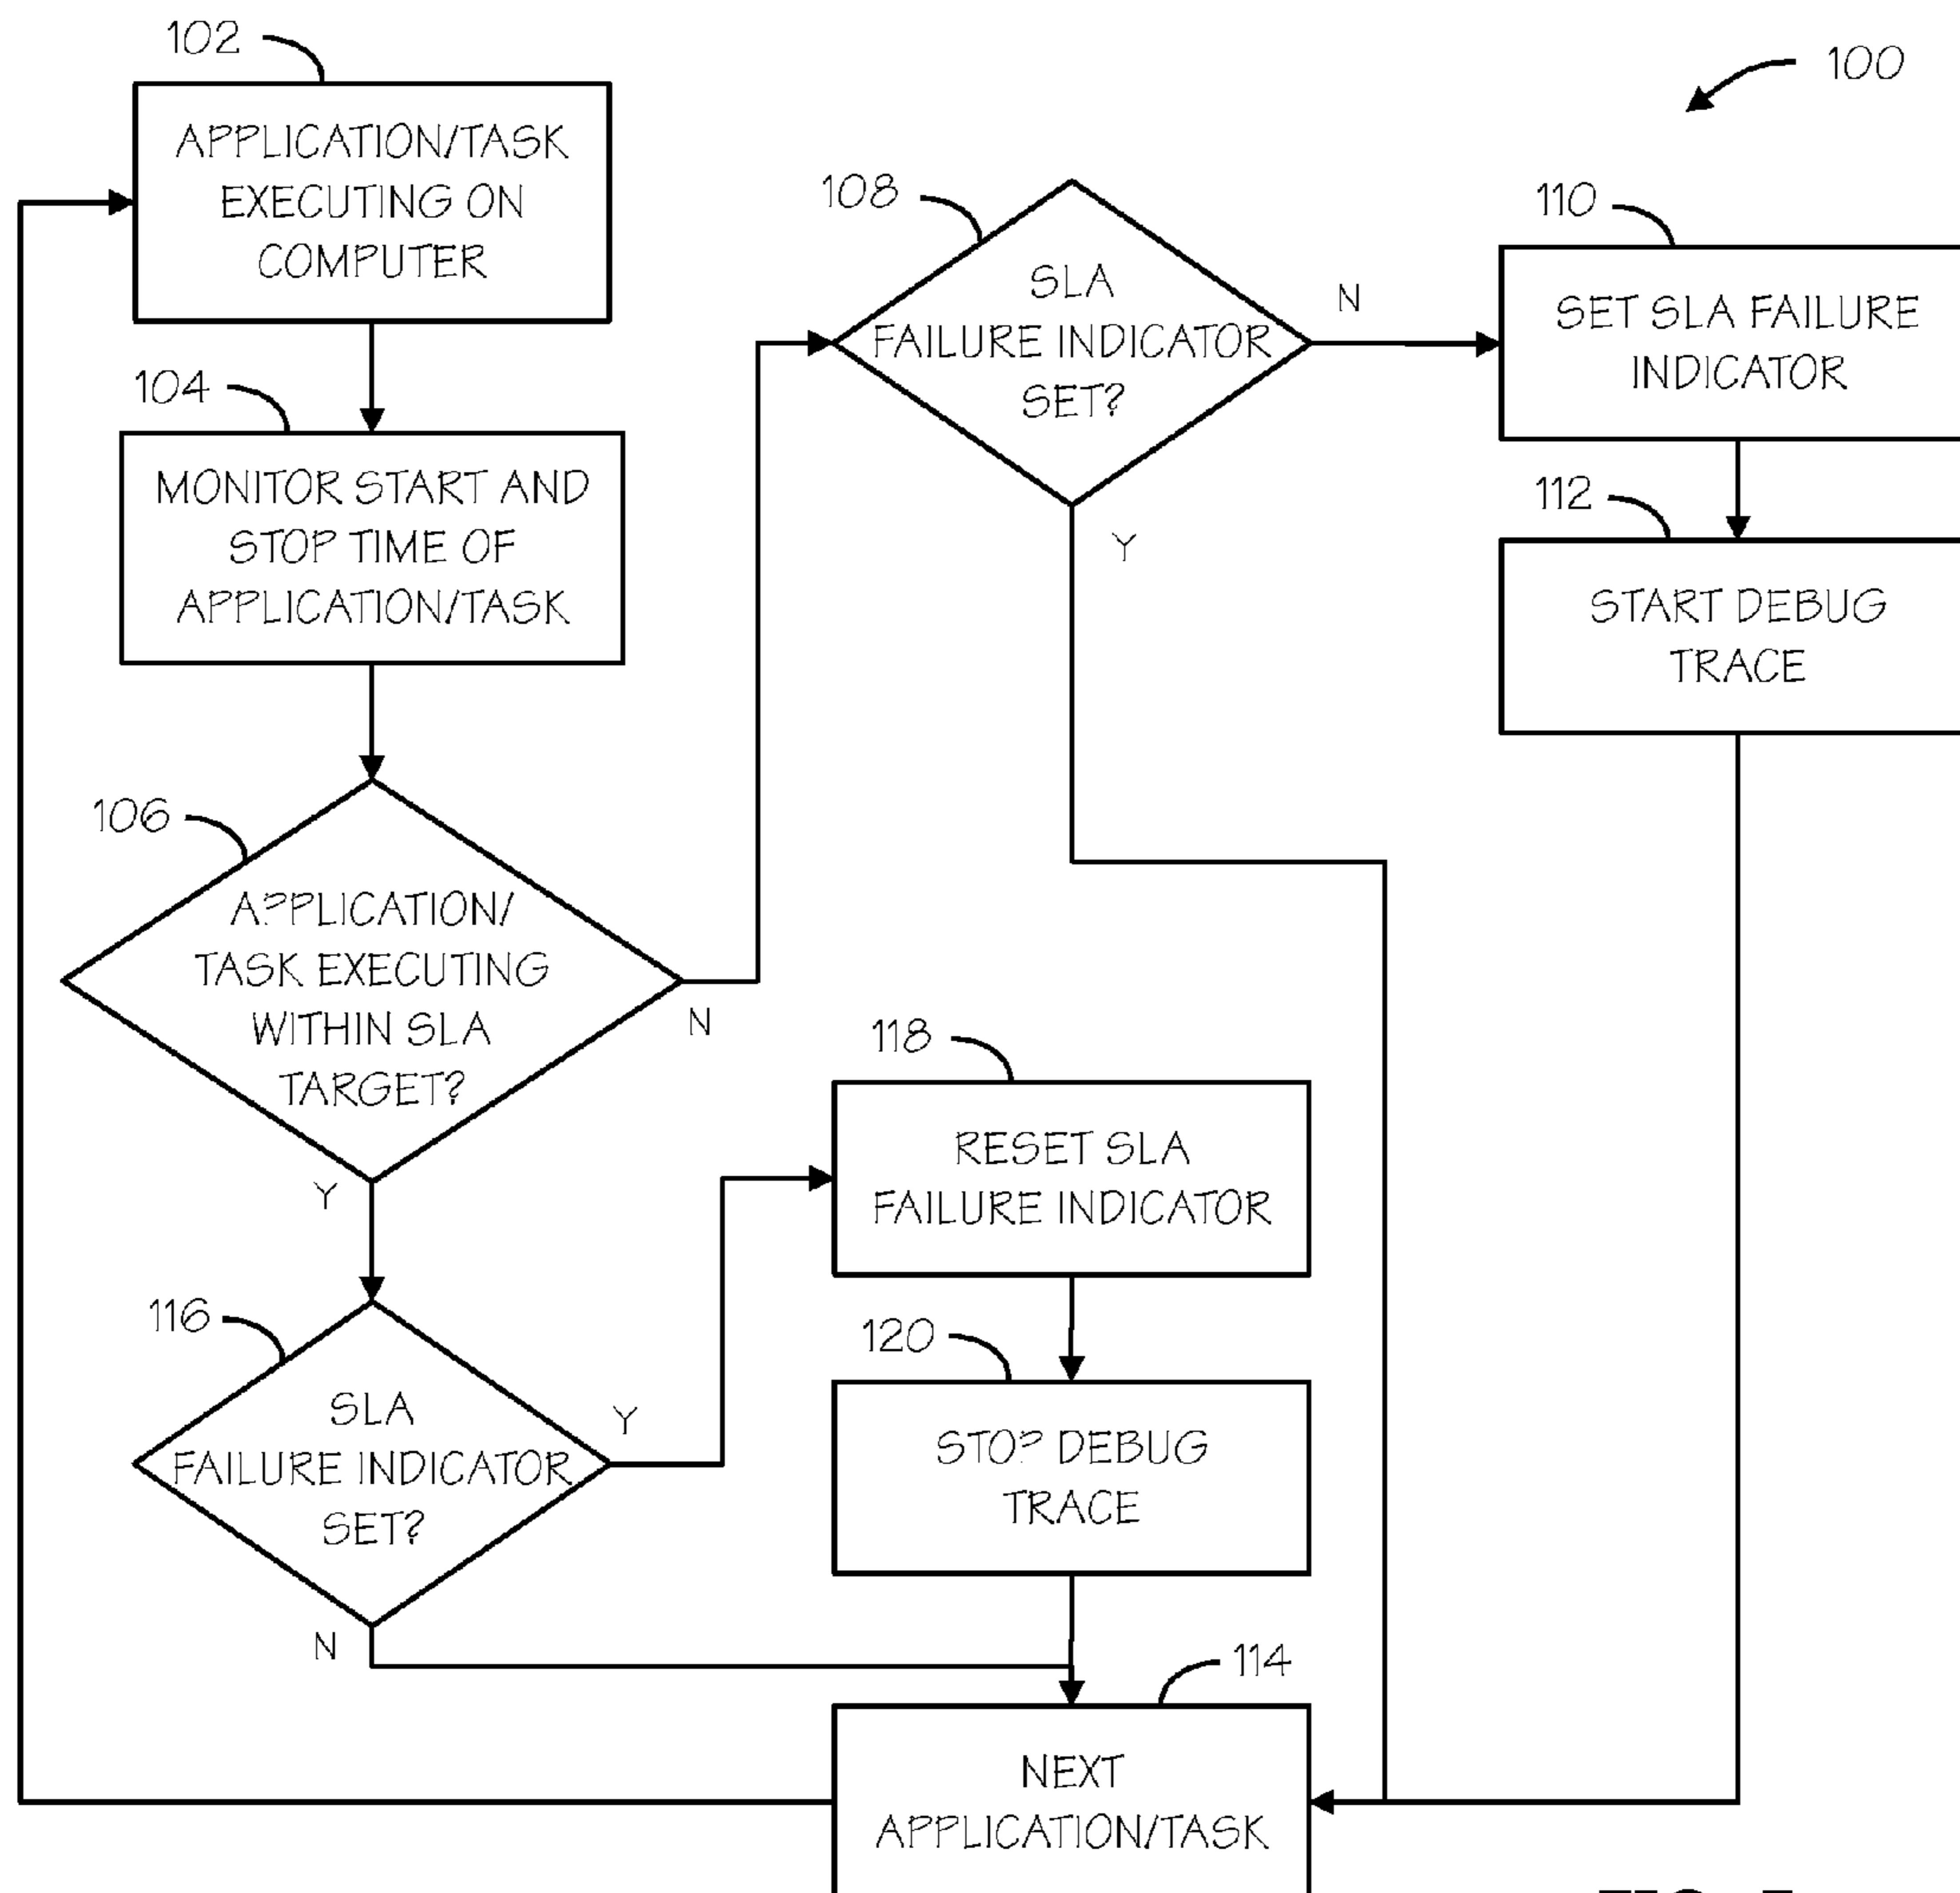 102
APPLICATION/TASK
EXECUTING ON
COMPUTER
100
108
SLA
FAILURE INDICATOR
SET?
N
Y
110
SET SLA FAILURE
INDICATOR
104
MONITOR START AND
STOP TIME OF
APPLICATION/TASK
112
START DEBUG
TRACE
106
APPLICATION/
TASK EXECUTING
WITHIN SLA
TARGET?
N
Y
118
RESET SLA
FAILURE INDICATOR
116
SLA
FAILURE INDICATOR
SET?
Y
N
120
STOP DEBUG
TRACE
114
NEXT
APPLICATION/TASK